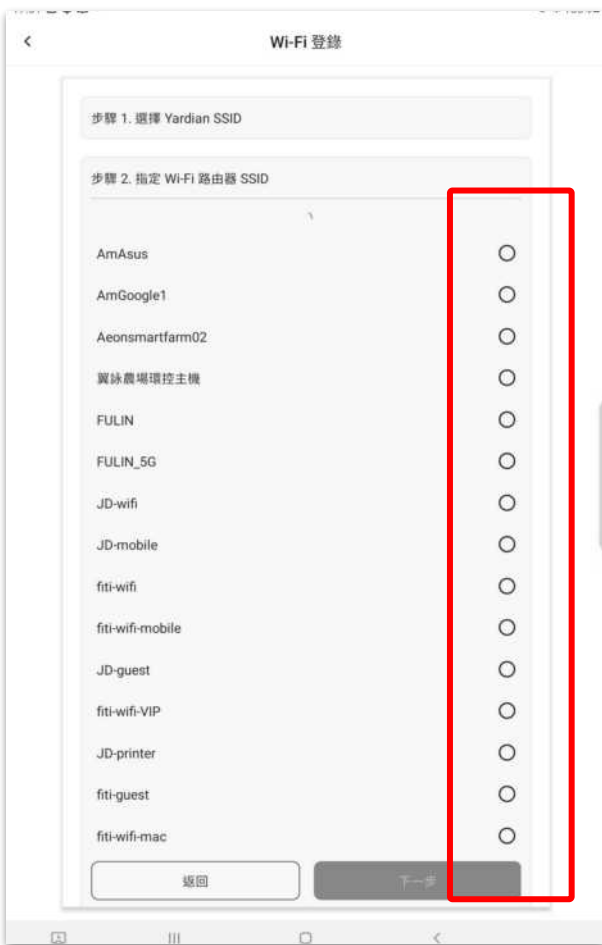 Wi-Fi 登錄
步驟 1. 選擇 Yardian SSID
步驟 2. 指定 Wi-Fi 路由器 SSID
AmAsus
AmGoogle1
Aeonsmartfarm02
翼詠農場環控主機
FULIN
FULIN_5G
JD-wifi
JD-mobile
fiti-wifi
fiti-wifi-mobile
JD-guest
fiti-wifi-VIP
JD-printer
fiti-guest
fiti-wifi-mac
返回
下一步